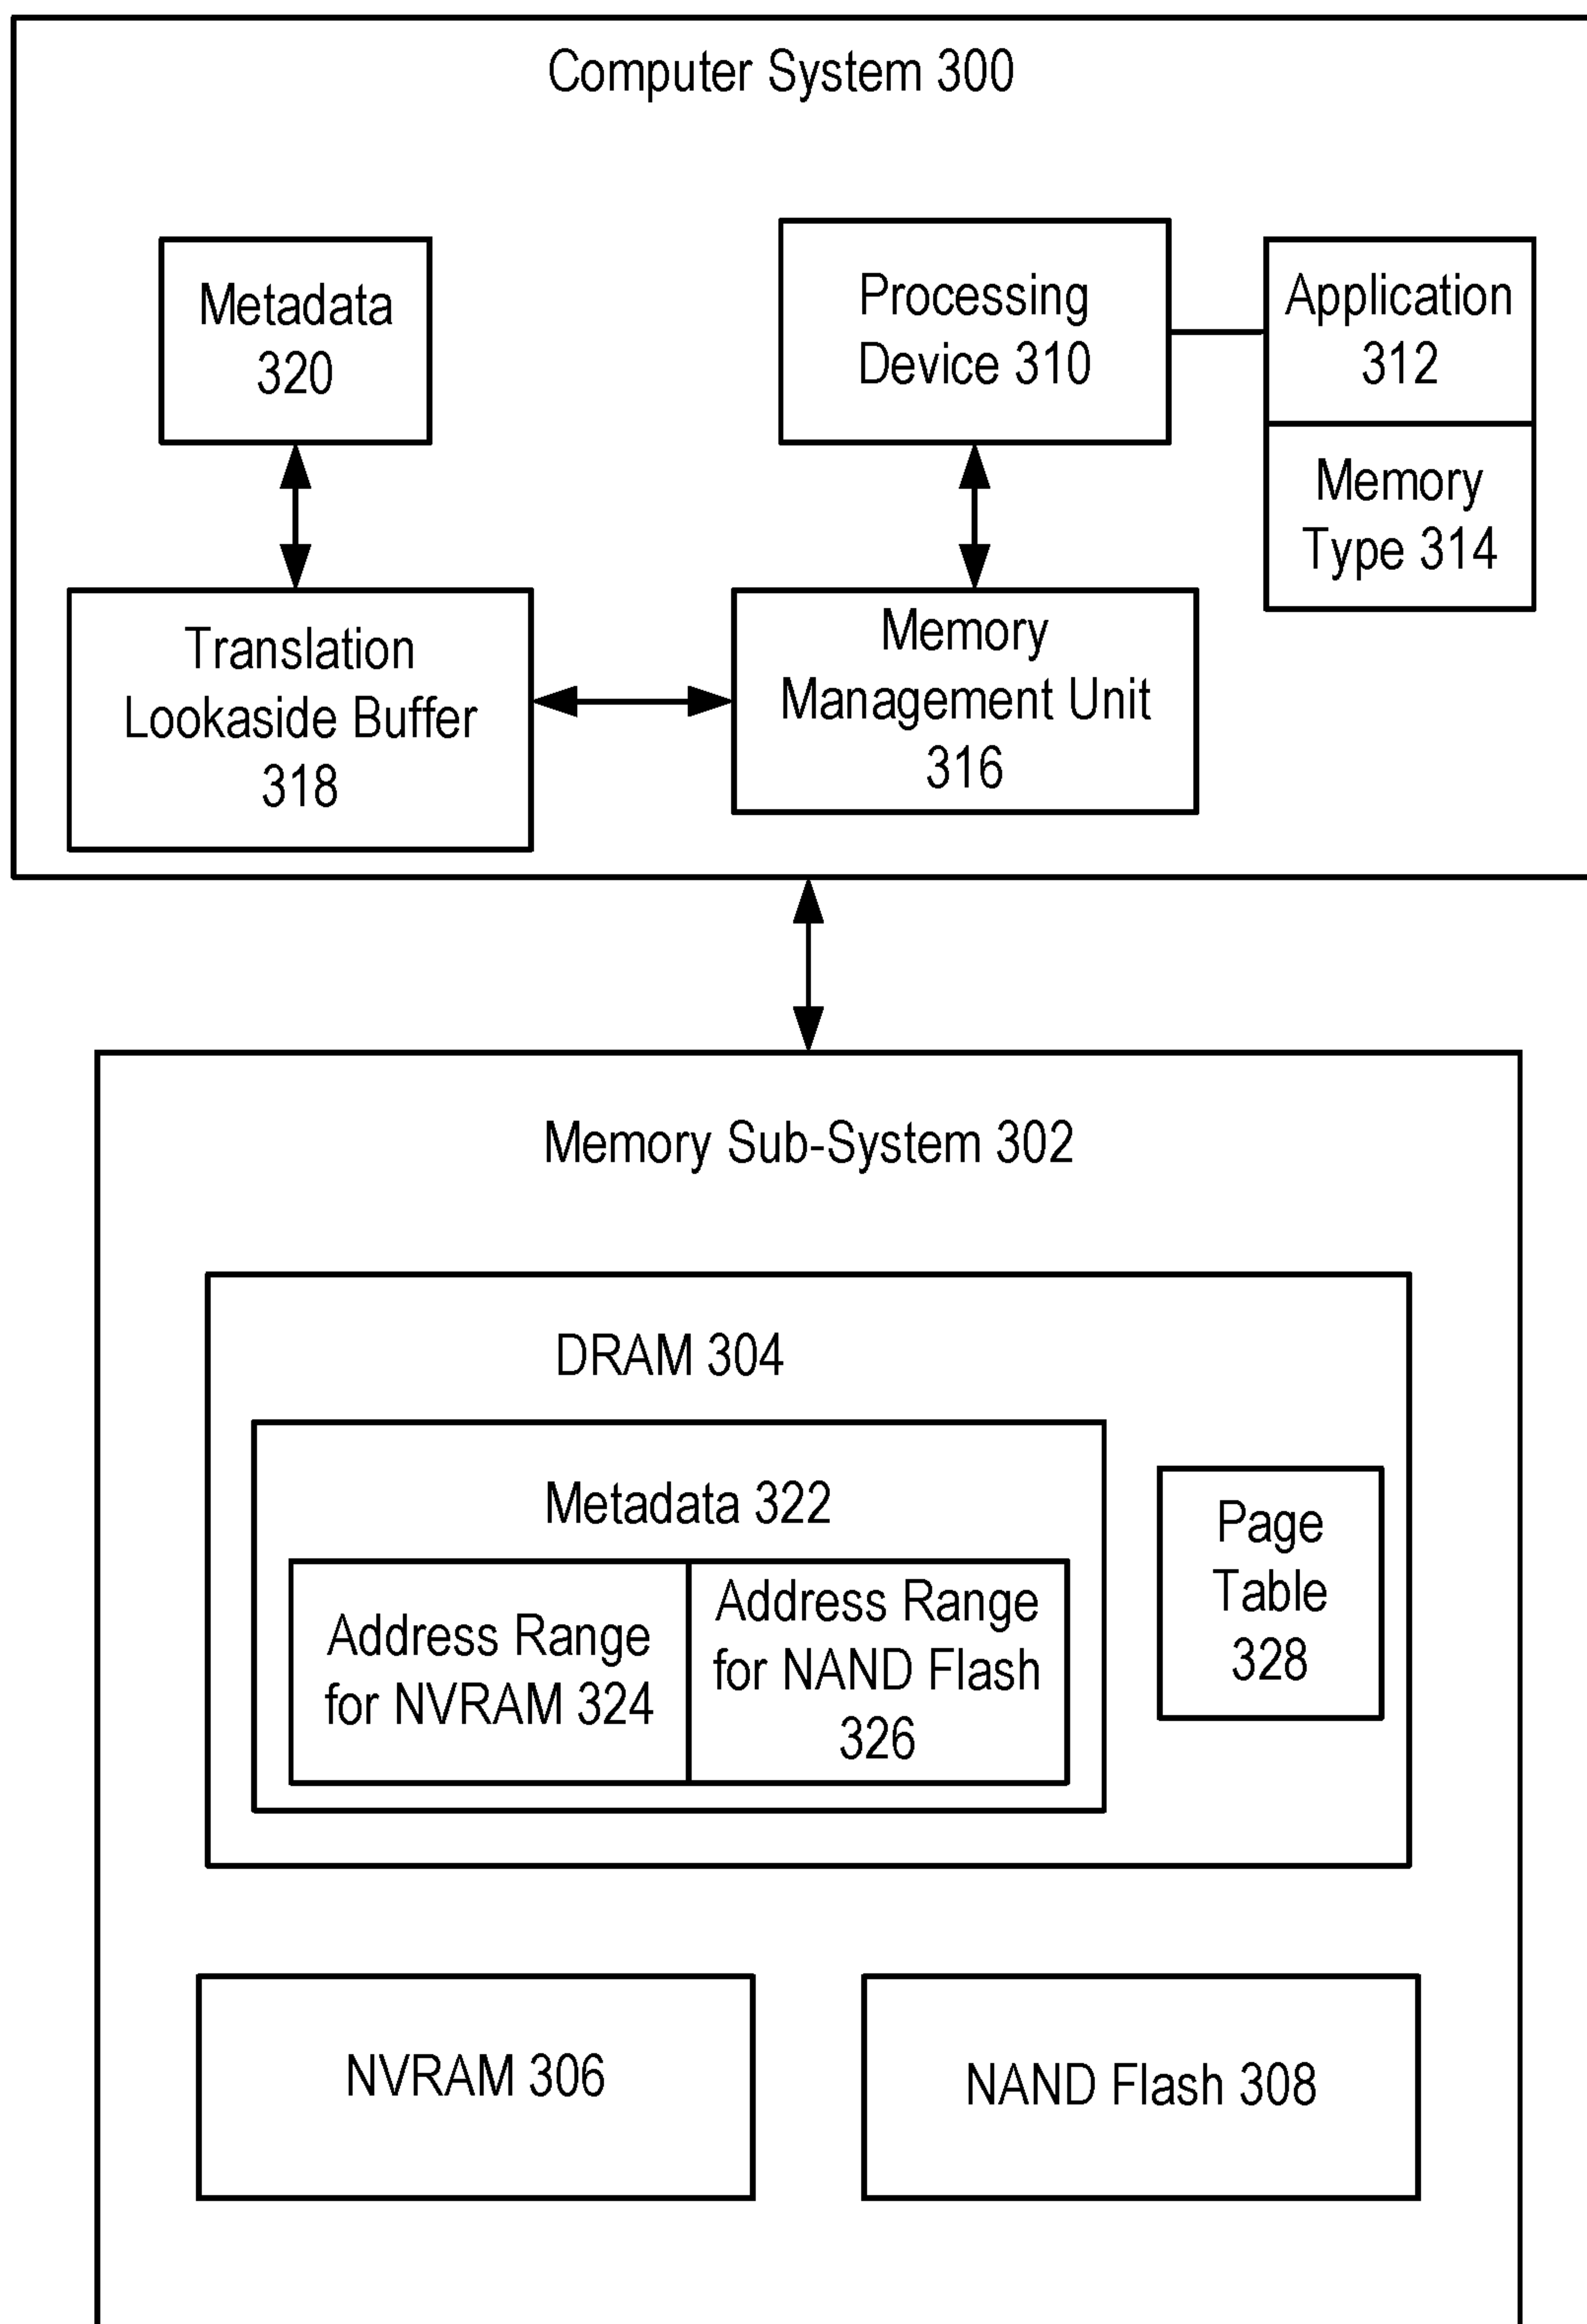 Computer System 300
Metadata
320
Processing
Device 310
Application
312
Memory
Type 314
Translation
Lookaside Buffer
318
Memory
Management Unit
316
Memory Sub-System 302
DRAM 304
Metadata 322
Address Range
for NVRAM 324
Address Range
for NAND Flash
326
Page
Table
328
NVRAM 306
NAND Flash 308